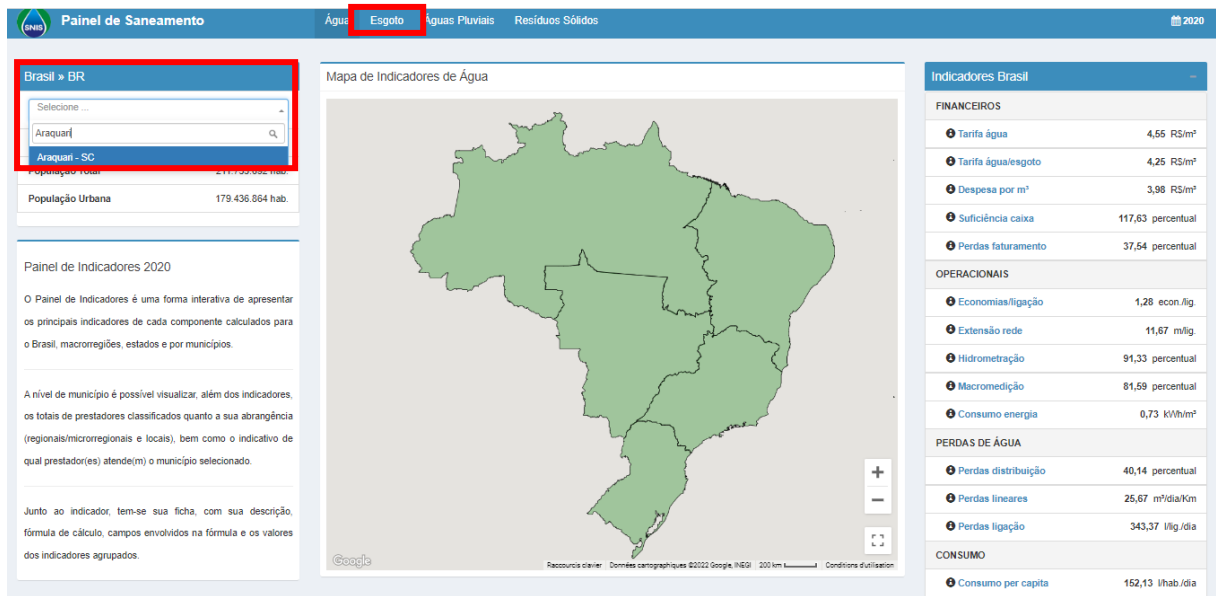 SNIS
Painel de Saneamento
Água
Esgoto
Águas Pluviais
Resíduos Sólidos
2020
Brasil » BR
Selecione ...
Araquari
Araquari - SC
População Total
População Urbana 179.436.864 hab.
Painel de Indicadores 2020
O Painel de Indicadores é uma forma interativa de apresentar
os principais indicadores de cada componente calculados para
o Brasil, macrorregiões, estados e por municípios.
A nível de município é possível visualizar, além dos indicadores,
os totais de prestadores classificados quanto a sua abrangência
(regionais/microrregionais e locais), bem como o indicativo de
qual prestador(es) atende(m) o município selecionado.
Junto ao indicador, tem-se sua ficha, com sua descrição,
fórmula de cálculo, campos envolvidos na fórmula e os valores
dos indicadores agrupados.
Mapa de Indicadores de Água
+
−
Google
Raccourcis clavier
Données cartographiques ©2022 Google, INEGI
200 km
Conditions d'utilisation
Indicadores Brasil −
FINANCEIROS
Tarifa água 4,55 R$/m³
Tarifa água/esgoto 4,25 R$/m³
Despesa por m³ 3,98 R$/m³
Suficiência caixa 117,63 percentual
Perdas faturamento 37,54 percentual
OPERACIONAIS
Economias/ligação 1,28 econ./lig.
Extensão rede 11,67 m/lig.
Hidrometração 91,33 percentual
Macromedição 81,59 percentual
Consumo energia 0,73 kWh/m³
PERDAS DE ÁGUA
Perdas distribuição 40,14 percentual
Perdas lineares 25,67 m³/dia/Km
Perdas ligação 343,37 l/lig./dia
CONSUMO
Consumo per capita 152,13 l/hab./dia